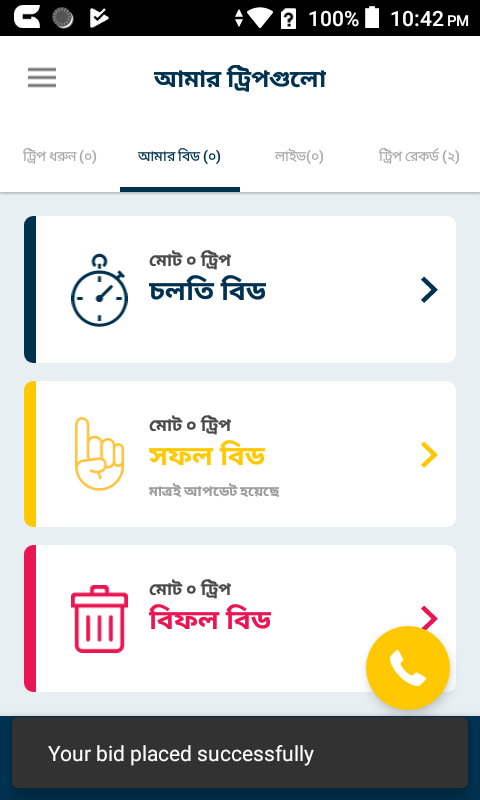 100% 10:42 PM
আমার ট্রিপগুলো
ট্রিপ ধরুন (০) আমার বিড (০) লাইভ(০) ট্রিপ রেকর্ড (২)
মোট ০ ট্রিপ
চলতি বিড
মোট ০ ট্রিপ
সফল বিড
মাত্রই আপডেট হয়েছে
মোট ০ ট্রিপ
বিফল বিড
Your bid placed successfully